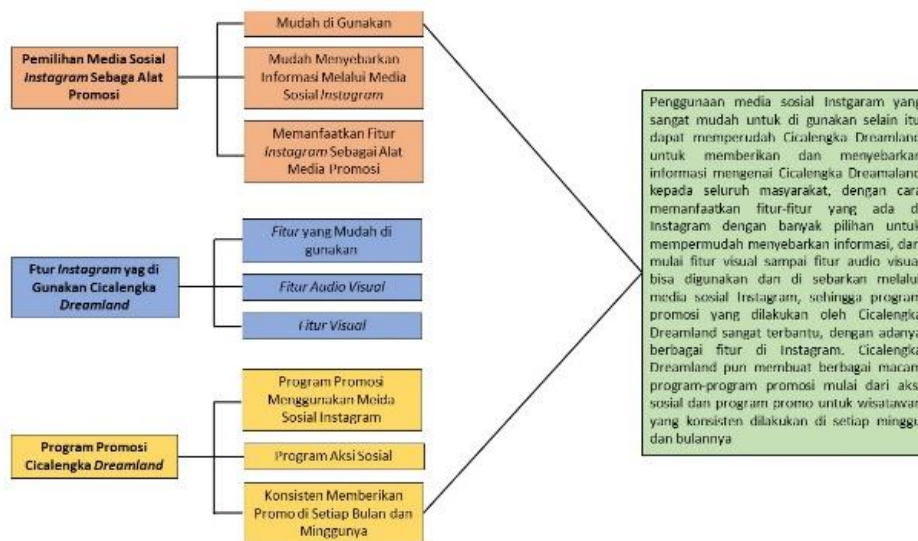 Pemilihan Media Sosial
Instagram Sebaga Alat
Promosi
Mudah di Gunakan
Mudah Menyebarkan
Informasi Melalui Media
Sosial Instagram
Memanfaatkan Fitur
Instagram Sebagai Alat
Media Promosi
Ftur Instagram yag di
Gunakan Cicalengka
Dreamland
Fitur yang Mudah di
gunakan
Fitur Audio Visual
Fitur Visual
Program Promosi
Cicalengka Dreamland
Program Promosi
Menggunakan Meida
Sosial Instagram
Program Aksi Sosial
Konsisten Memberikan
Promo di Setiap Bulan dan
Minggunya
Penggunaan media sosial Instgaram yang
sangat mudah untuk di gunakan selain itu
dapat memperudah Cicalengka Dreamland
untuk memberikan dan menyebarkan
informasi mengenai Cicalengka Dreamaland
kepada seluruh masyarakat, dengan cara
memanfaatkan fitur-fitur yang ada di
Instagram dengan banyak pilihan untuk
mempermudah menyebarkan informasi, dari
mulai fitur visual sampai fitur audio visual
bisa digunakan dan di sebarkan melalui
media sosial Instagram, sehingga program
promosi yang dilakukan oleh Cicalengka
Dreamland sangat terbantu, dengan adanya
berbagai fitur di Instagram. Cicalengka
Dreamland pun membuat berbagai macam
program-program promosi mulai dari aksi
sosial dan program promo untuk wisatawan
yang konsisten dilakukan di setiap minggu
dan bulannya